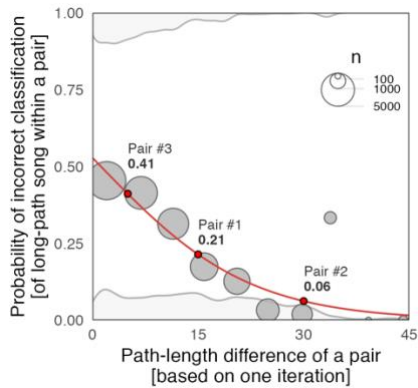 1.00
n
100
1000
5000
0.75
0.50
Pair #3
0.41
Pair #1
0.21
0.25
Pair #2
0.06
0.00
0 15 30 45
Probability of incorrect classification
[of long-path song within a pair]
Path-length difference of a pair
[based on one iteration]